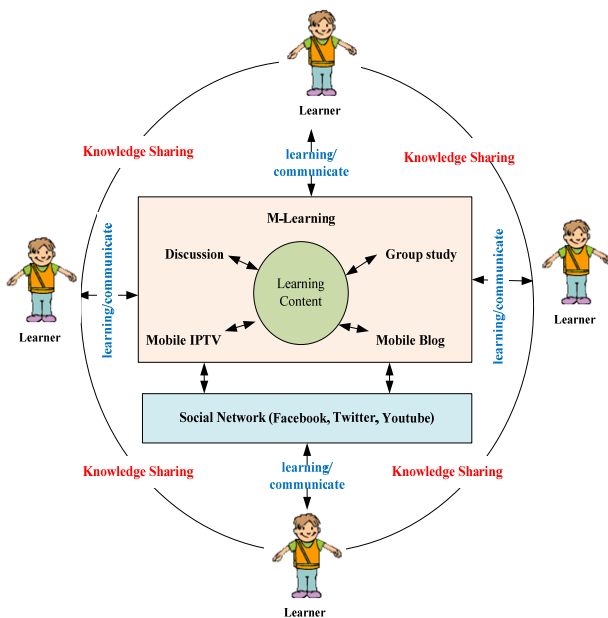 Learner
Knowledge Sharing
Knowledge Sharing
learning/
communicate
M-Learning
Discussion
Group study
Learning
Content
Mobile IPTV
Mobile Blog
learning/communicate
learning/communicate
Learner
Learner
Social Network (Facebook, Twitter, Youtube)
Knowledge Sharing
learning/
communicate
Knowledge Sharing
Learner